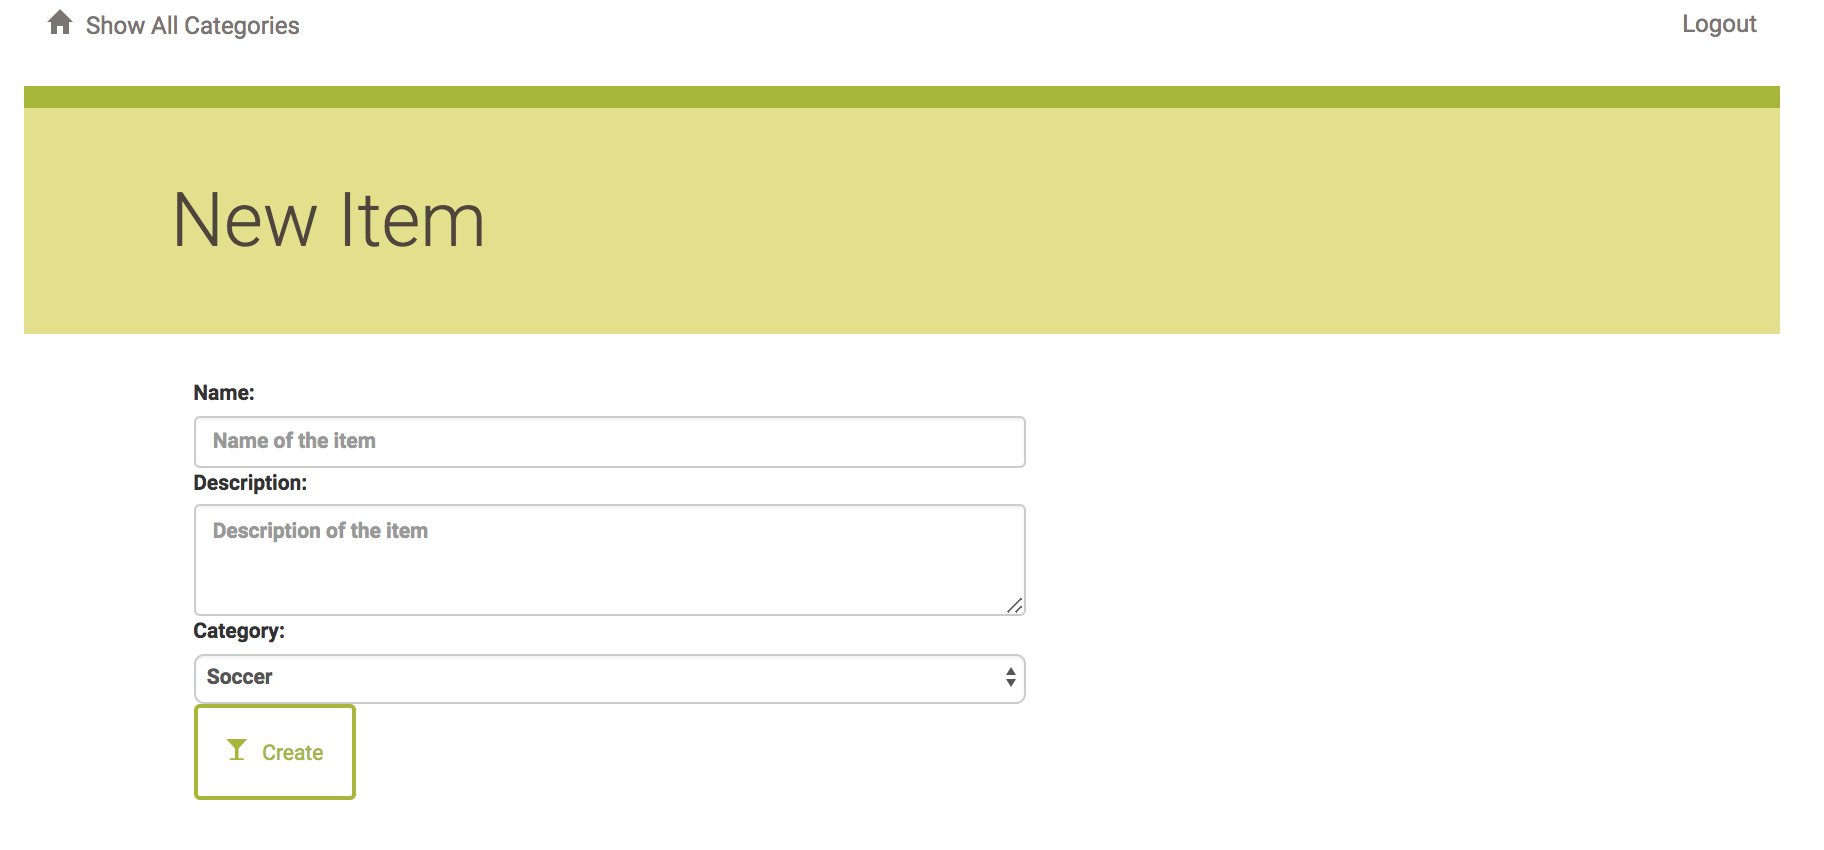 Show All Categories
Logout
New Item
Name:
Name of the item
Description:
Description of the item
Category:
Soccer
Create